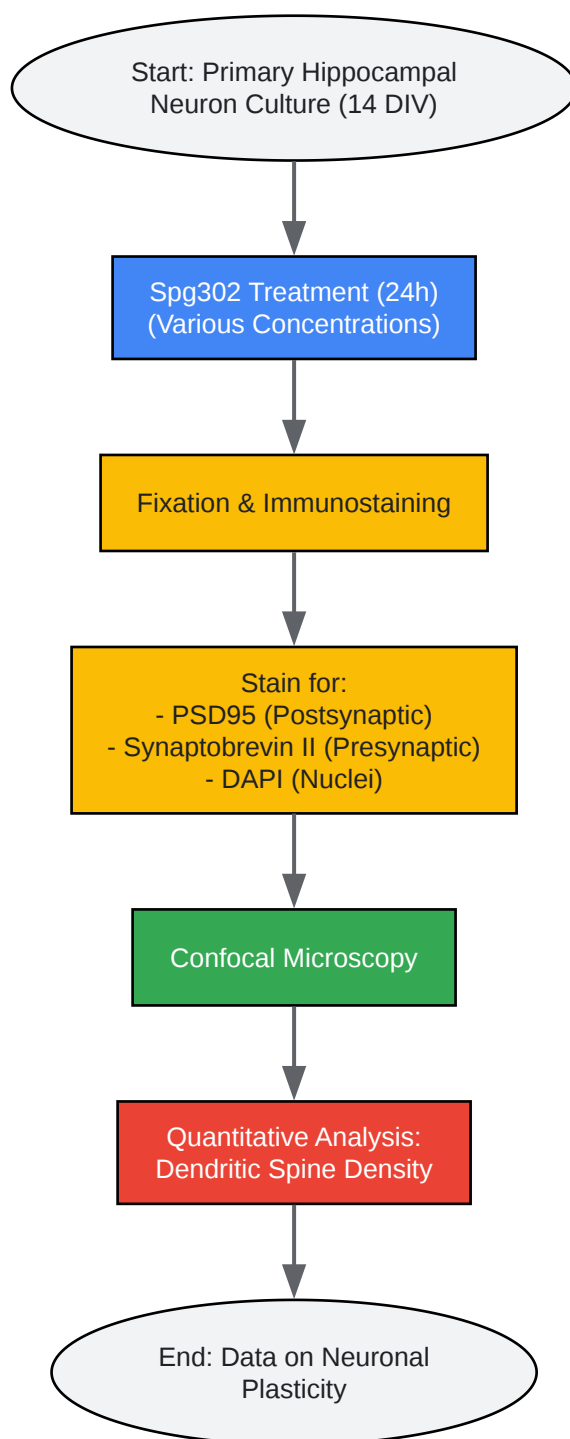 Start: Primary Hippocampal
Neuron Culture (14 DIV)
Spg302 Treatment (24h)
(Various Concentrations)
Fixation & Immunostaining
Stain for:
- PSD95 (Postsynaptic)
- Synaptobrevin II (Presynaptic)
- DAPI (Nuclei)
Confocal Microscopy
Quantitative Analysis:
Dendritic Spine Density
End: Data on Neuronal
Plasticity